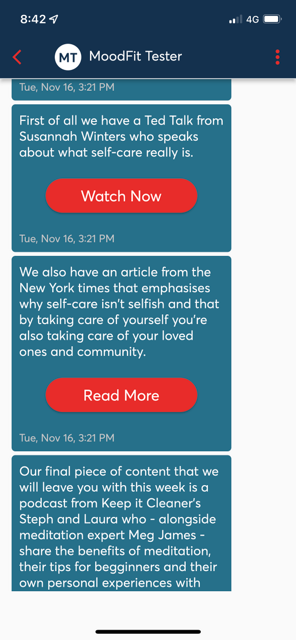 8:42
4G
MT MoodFit Tester
Tue, Nov 16, 3:21 PM
First of all we have a Ted Talk from
Susannah Winters who speaks
about what self-care really is.
Watch Now
Tue, Nov 16, 3:21 PM
We also have an article from the
New York times that emphasises
why self-care isn't selfish and that
by taking care of yourself you're
also taking care of your loved
ones and community.
Read More
Tue, Nov 16, 3:21 PM
Our final piece of content that we
will leave you with this week is a
podcast from Keep it Cleaner's
Steph and Laura who - alongside
meditation expert Meg James -
share the benefits of meditation,
their tips for begginners and their
own personal experiences with